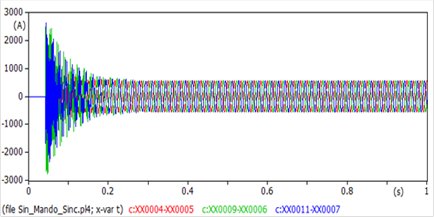 3000
(A)
2000
1000
0
-1000
-2000
-3000
0 0.2 0.4 0.6 0.8 (s) 1
(file Sin_Mando_Sinc.pl4; x-var t) c:XX0004-XX0005 c:XX0009-XX0006 c:XX0011-XX0007